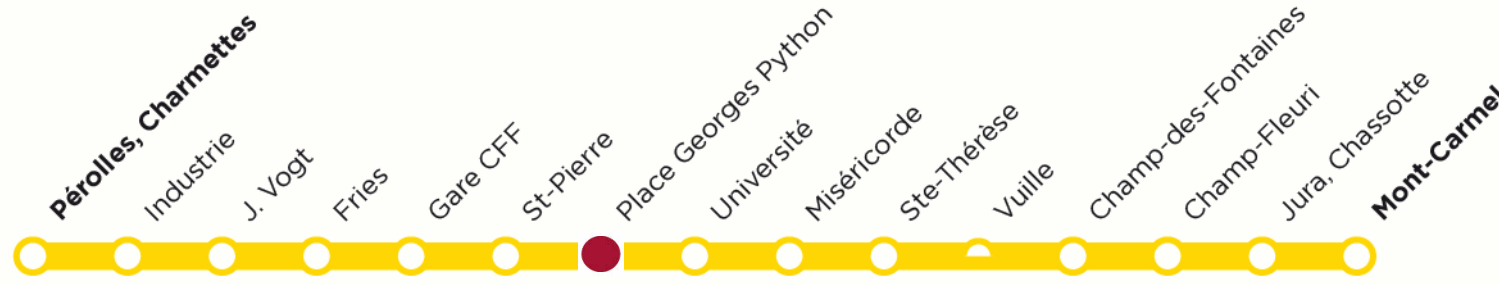 Pérolles, Charmettes
Industrie
J. Vogt
Fries
Gare CFF
St-Pierre
Place Georges Python
Université
Miséricorde
Ste-Thérèse
Vuille
Champ-des-Fontaines
Champ-Fleuri
Jura, Chassotte
Mont-Carmel